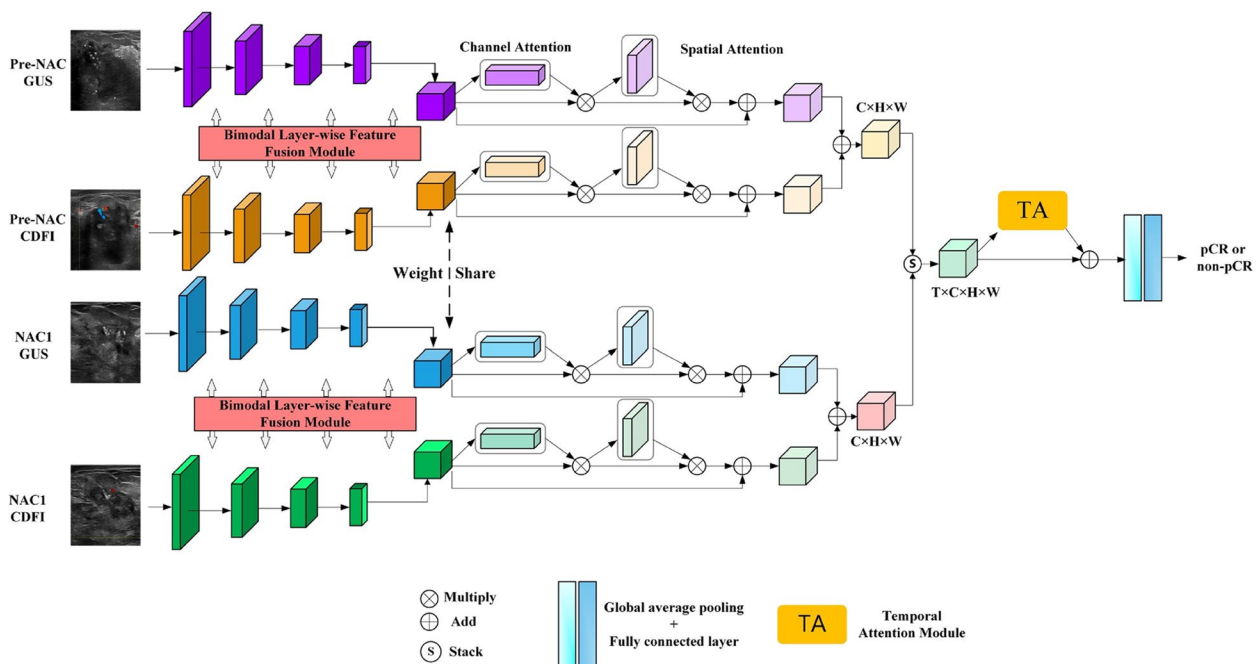 Pre-NAC
GUS
Channel Attention
Spatial Attention
C×H×W
Bimodal Layer-wise Feature
Fusion Module
Pre-NAC
CDFI
Weight Share
TA
S
T×C×H×W
pCR or
non-pCR
NAC1
GUS
Bimodal Layer-wise Feature
Fusion Module
C×H×W
NAC1
CDFI
Multiply
Add
S Stack
Global average pooling
+
Fully connected layer
TA
Temporal
Attention Module